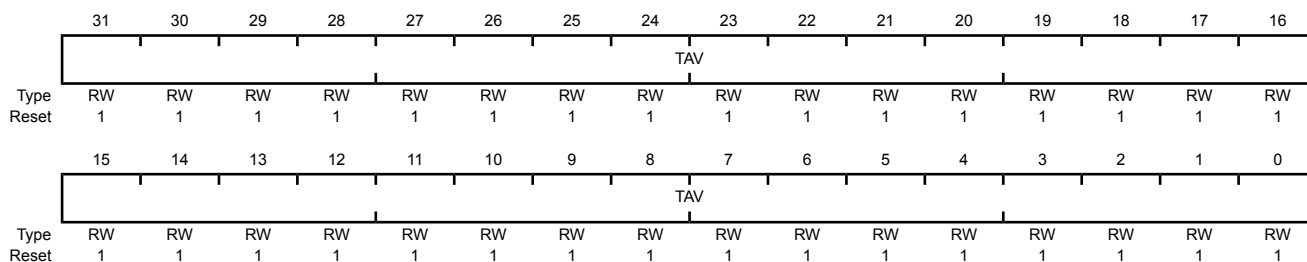 31 30 29 28 27 26 25 24 23 22 21 20 19 18 17 16
TAV
Type RW RW RW RW RW RW RW RW RW RW RW RW RW RW RW RW
Reset 1 1 1 1 1 1 1 1 1 1 1 1 1 1 1 1
15 14 13 12 11 10 9 8 7 6 5 4 3 2 1 0
TAV
Type RW RW RW RW RW RW RW RW RW RW RW RW RW RW RW RW
Reset 1 1 1 1 1 1 1 1 1 1 1 1 1 1 1 1